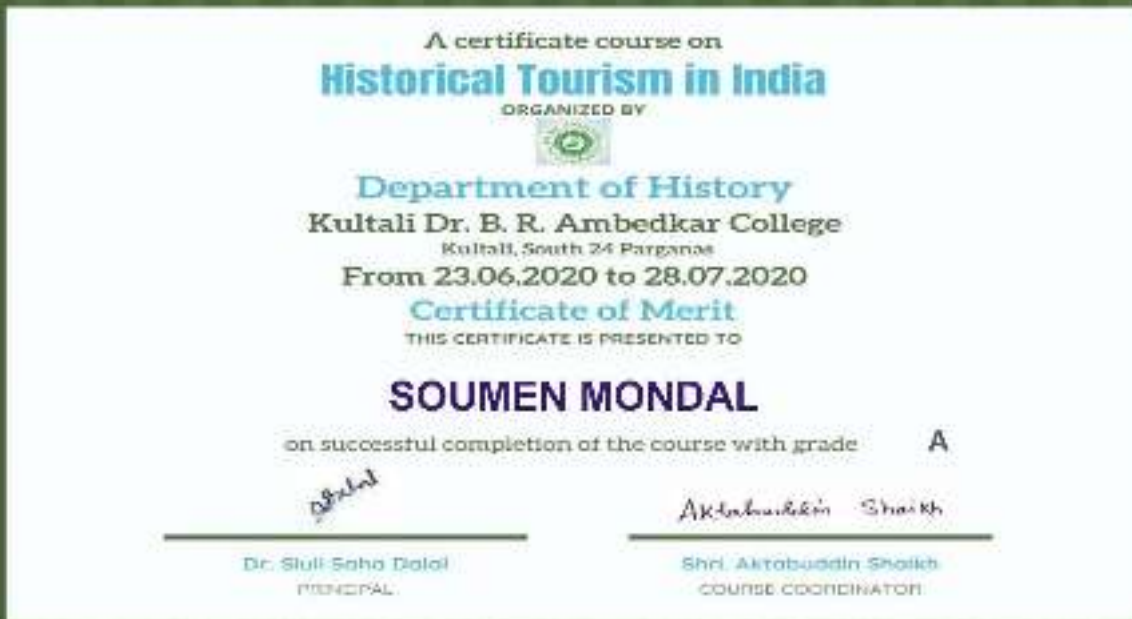 A certificate course on
Historical Tourism in India
ORGANIZED BY
Department of History
Kultali Dr. B. R. Ambedkar College
Kultali, South 24 Parganas
From 23.06.2020 to 28.07.2020
Certificate of Merit
THIS CERTIFICATE IS PRESENTED TO
SOUMEN MONDAL
on successful completion of the course with grade A
Aktabuddin Shaikh
Dr. Siuli Saha Dalal Shri. Aktabuddin Shaikh
PRINCIPAL COURSE COORDINATOR